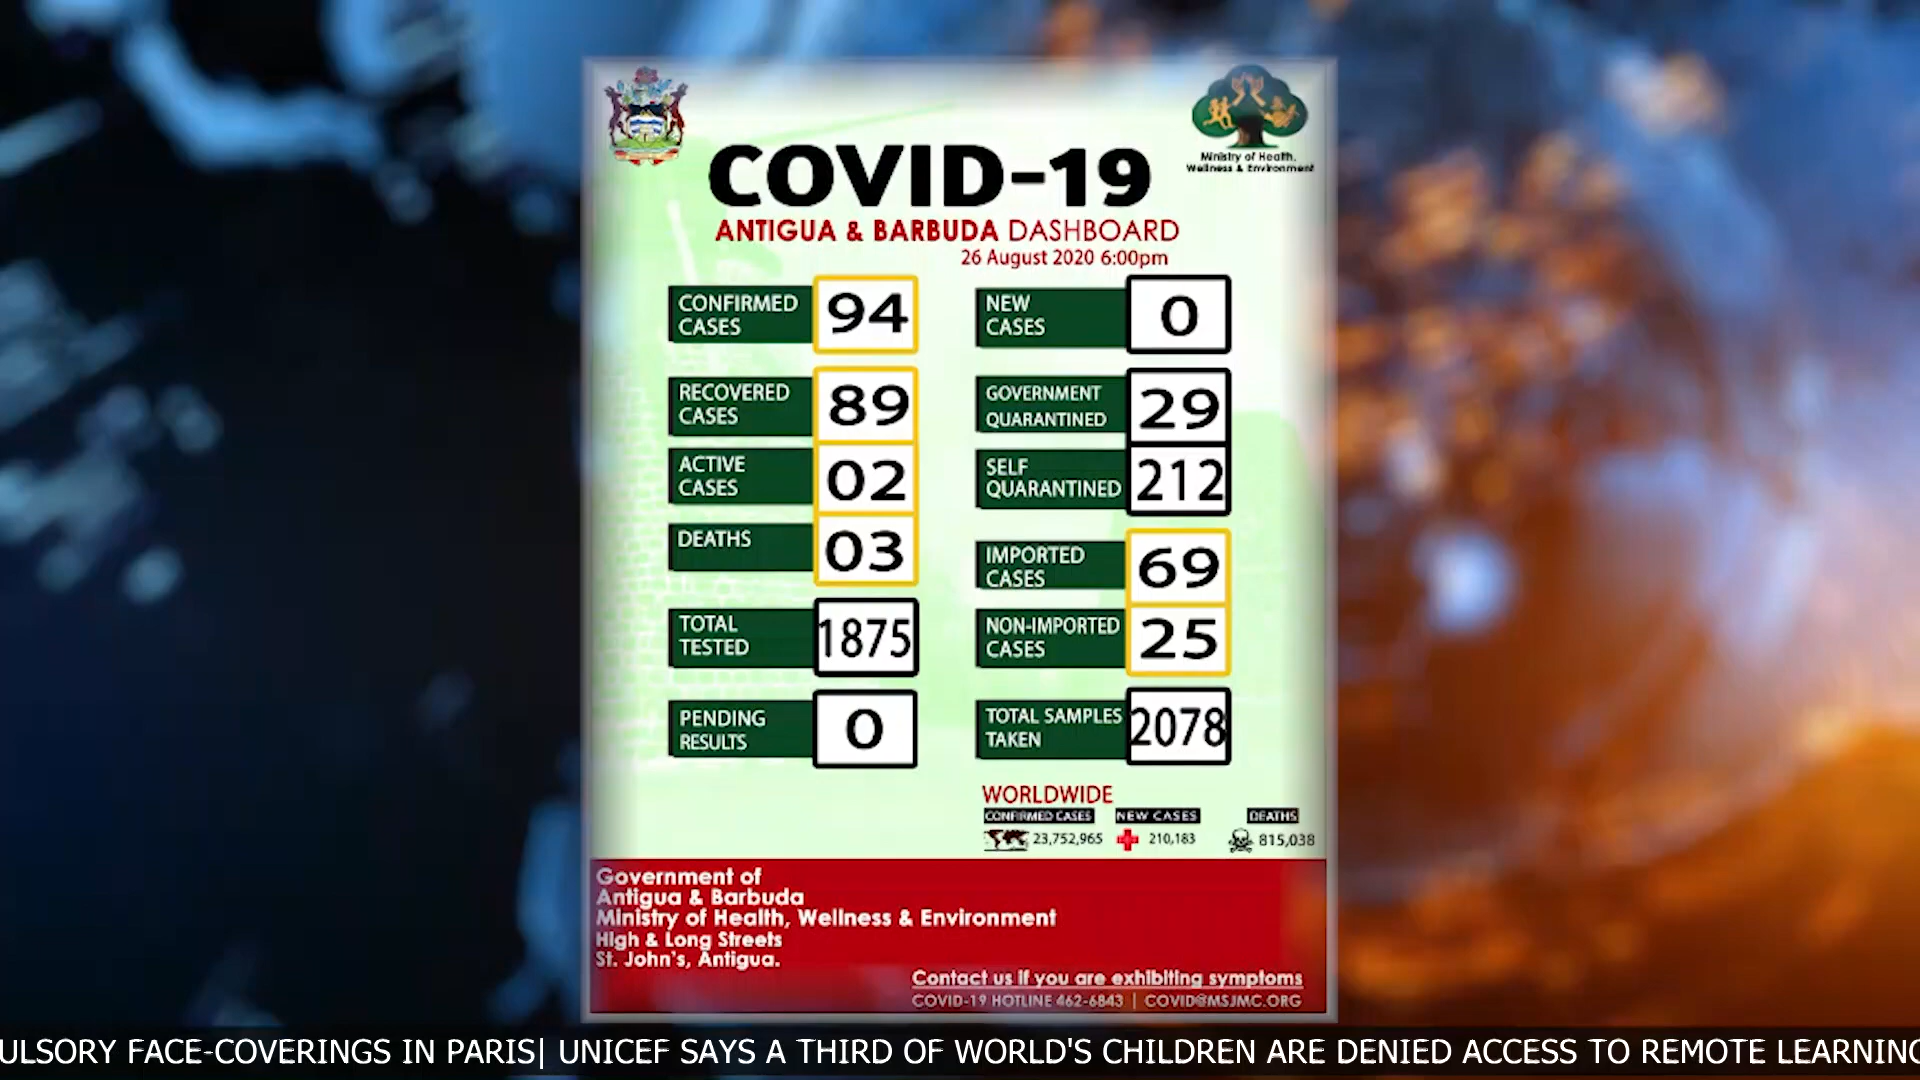 Ministry of Health,
Wellness & Environment
COVID-19
ANTIGUA & BARBUDA DASHBOARD
26 August 2020 6:00pm
CONFIRMED
CASES
94
RECOVERED
CASES
89
ACTIVE
CASES
02
DEATHS
03
TOTAL
TESTED
1875
PENDING
RESULTS
0
NEW
CASES
0
GOVERNMENT
QUARANTINED
29
SELF
QUARANTINED
212
IMPORTED
CASES
69
NON-IMPORTED
CASES
25
TOTAL SAMPLES
TAKEN
2078
WORLDWIDE
CONFIRMED CASES NEW CASES DEATHS
23,752,965 210,183 815,038
Government of
Antigua & Barbuda
Ministry of Health, Wellness & Environment
High & Long Streets
St. John's, Antigua.
Contact us if you are exhibiting symptoms
COVID-19 HOTLINE 462-6843 | COVID@MSJMC.ORG
ULSORY FACE-COVERINGS IN PARIS| UNICEF SAYS A THIRD OF WORLD'S CHILDREN ARE DENIED ACCESS TO REMOTE LEARNING